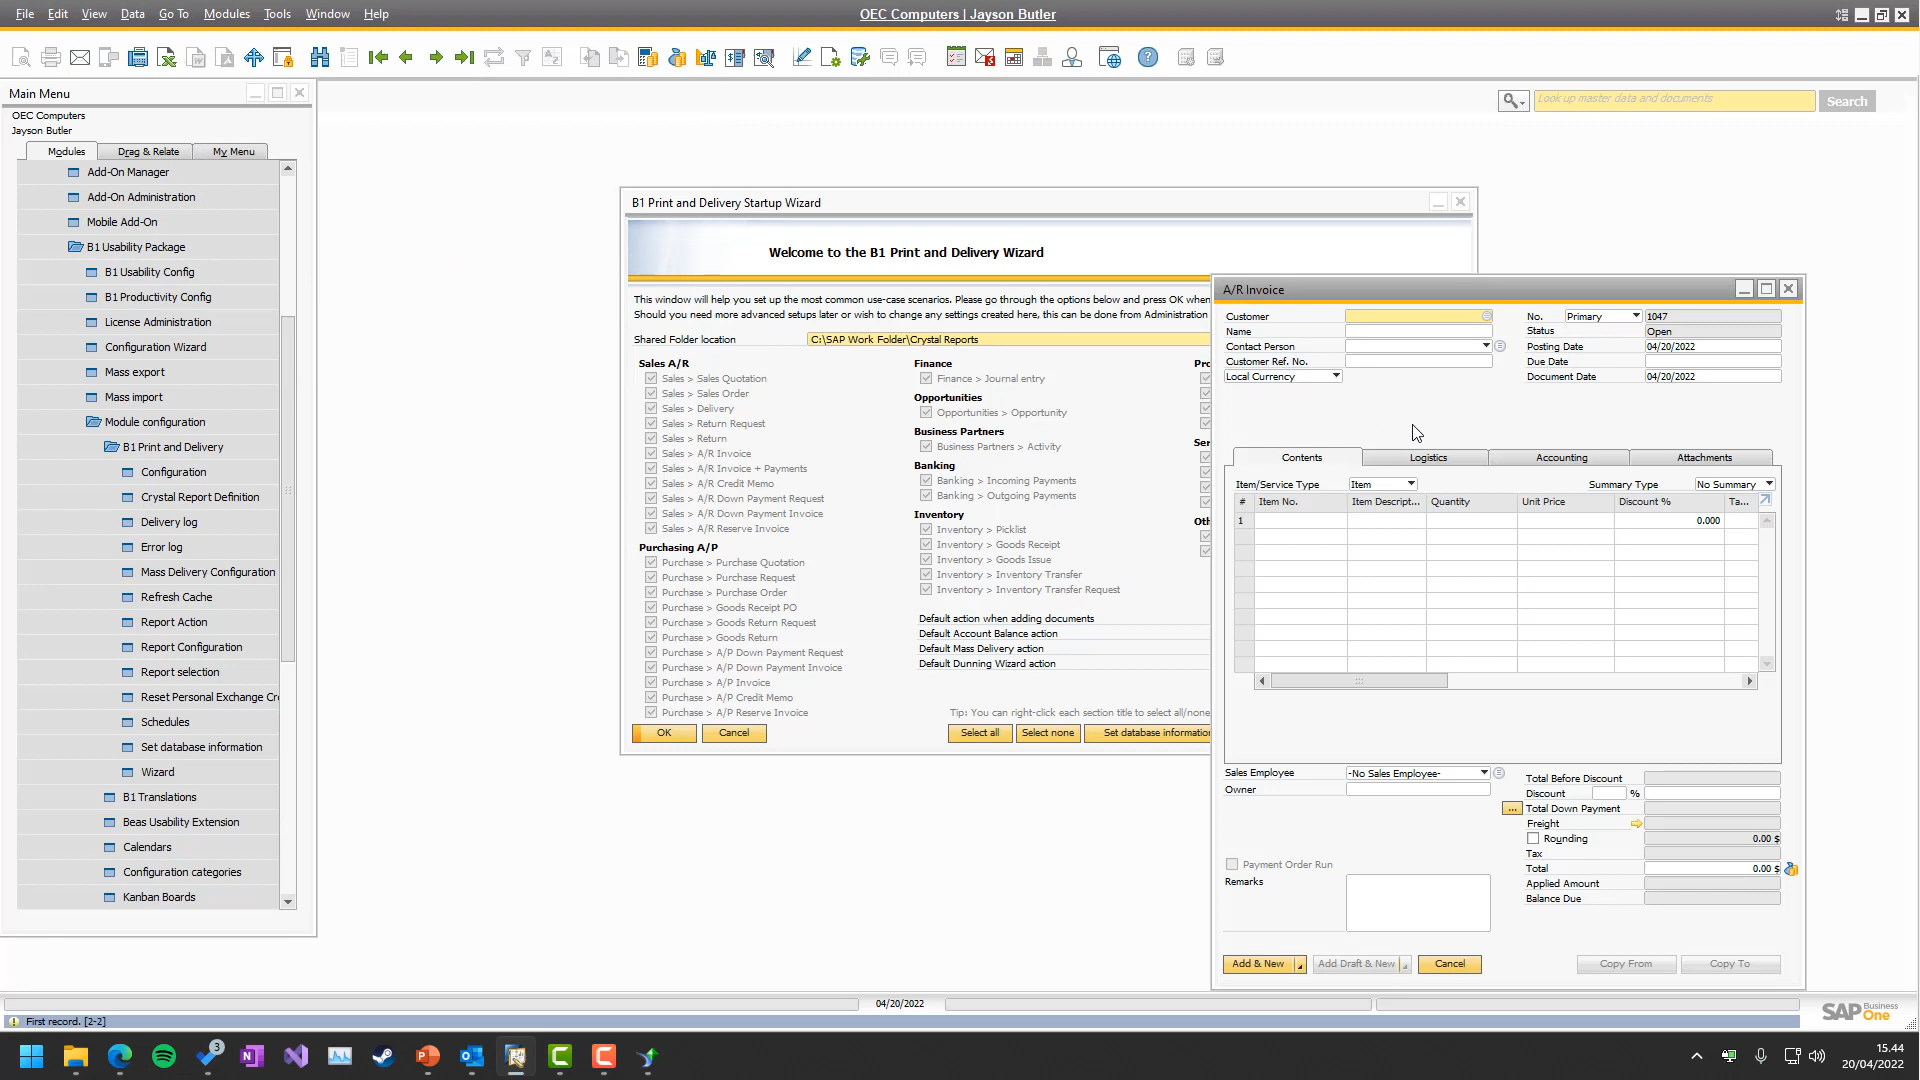 File Edit View Data Go To Modules Tools Window Help
OEC Computers | Jayson Butler
Main Menu
OEC Computers
Jayson Butler
Modules Drag & Relate My Menu
Add-On Manager
Add-On Administration
Mobile Add-On
B1 Usability Package
B1 Usability Config
B1 Productivity Config
License Administration
Configuration Wizard
Mass export
Mass import
Module configuration
B1 Print and Delivery
Configuration
Crystal Report Definition
Delivery log
Error log
Mass Delivery Configuration
Refresh Cache
Report Action
Report Configuration
Report selection
Reset Personal Exchange Cr
Schedules
Set database information
Wizard
B1 Translations
Beas Usability Extension
Calendars
Configuration categories
Kanban Boards
Look up master data and documents Search
B1 Print and Delivery Startup Wizard
Welcome to the B1 Print and Delivery Wizard
This window will help you set up the most common use-case scenarios. Please go through the options below and press OK when
Should you need more advanced setups later or wish to change any settings created here, this can be done from Administration
Shared Folder location C:\SAP Work Folder\Crystal Reports
Sales A/R
Sales > Sales Quotation
Sales > Sales Order
Sales > Delivery
Sales > Return Request
Sales > Return
Sales > A/R Invoice
Sales > A/R Invoice + Payments
Sales > A/R Credit Memo
Sales > A/R Down Payment Request
Sales > A/R Down Payment Invoice
Sales > A/R Reserve Invoice
Purchasing A/P
Purchase > Purchase Quotation
Purchase > Purchase Request
Purchase > Purchase Order
Purchase > Goods Receipt PO
Purchase > Goods Return Request
Purchase > Goods Return
Purchase > A/P Down Payment Request
Purchase > A/P Down Payment Invoice
Purchase > A/P Invoice
Purchase > A/P Credit Memo
Purchase > A/P Reserve Invoice
Finance
Finance > Journal entry
Opportunities
Opportunities > Opportunity
Business Partners
Business Partners > Activity
Banking
Banking > Incoming Payments
Banking > Outgoing Payments
Inventory
Inventory > Picklist
Inventory > Goods Receipt
Inventory > Goods Issue
Inventory > Inventory Transfer
Inventory > Inventory Transfer Request
Default action when adding documents
Default Account Balance action
Default Mass Delivery action
Default Dunning Wizard action
Pro
Ser
Oth
Tip: You can right-click each section title to select all/none
OK Cancel Select all Select none Set database information
A/R Invoice
Customer
Name
Contact Person
Customer Ref. No.
Local Currency
No. Primary 1047
Status Open
Posting Date 04/20/2022
Due Date
Document Date 04/20/2022
Contents Logistics Accounting Attachments
Item/Service Type Item Summary Type No Summary
# Item No. Item Descript... Quantity Unit Price Discount % Ta...
1 0.000
Sales Employee -No Sales Employee-
Owner
Payment Order Run
Remarks
Total Before Discount
Discount %
... Total Down Payment
Freight
Rounding 0.00 $
Tax
Total 0.00 $
Applied Amount
Balance Due
Add & New Add Draft & New Cancel Copy From Copy To
04/20/2022
First record. [2-2]
SAP Business One
3
15.44
20/04/2022